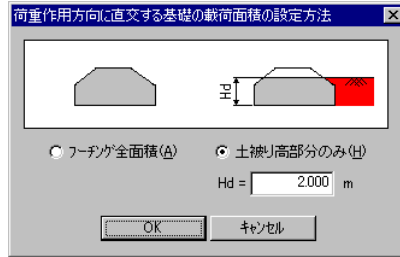 荷重作用方向に直交する基礎の載荷面積の設定方法
Hd
フーチング全面積(A)
土被り高部分のみ(H)
Hd = 2.000 m
OK
キャンセル